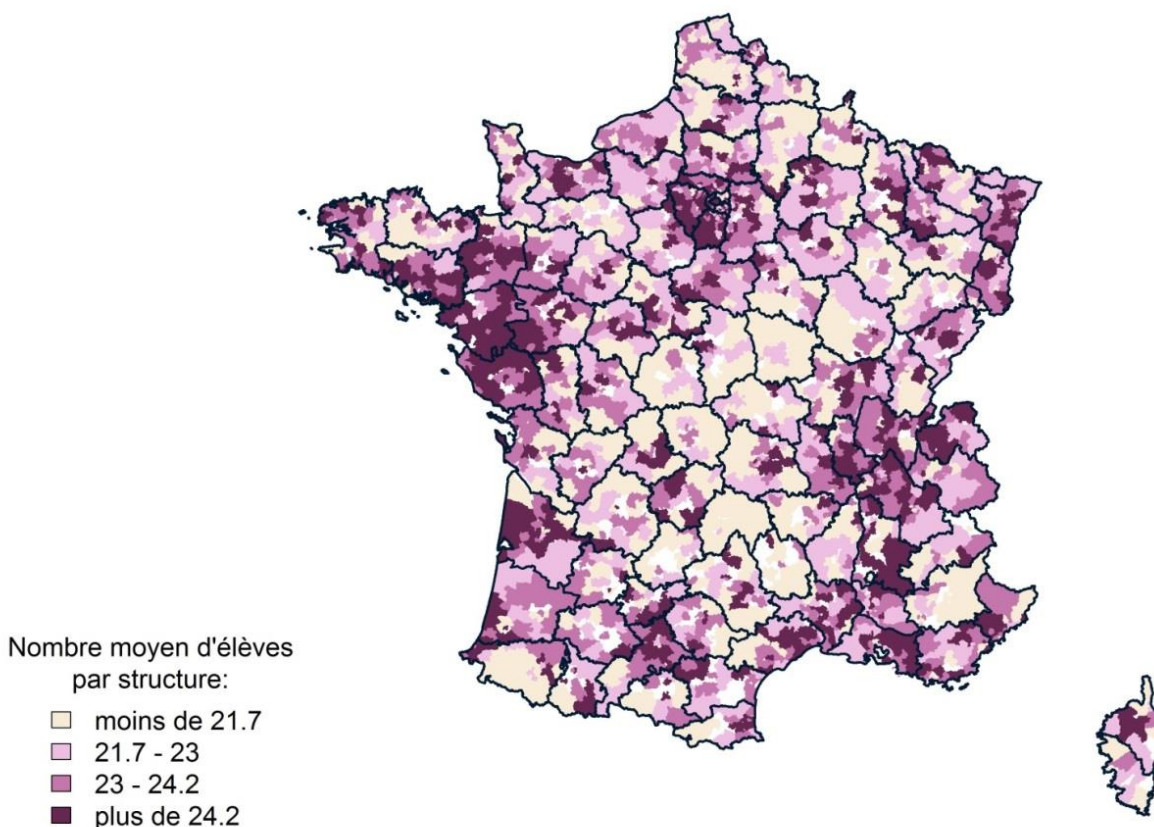 Nombre moyen d'élèves
par structure:
moins de 21.7
21.7 - 23
23 - 24.2
plus de 24.2